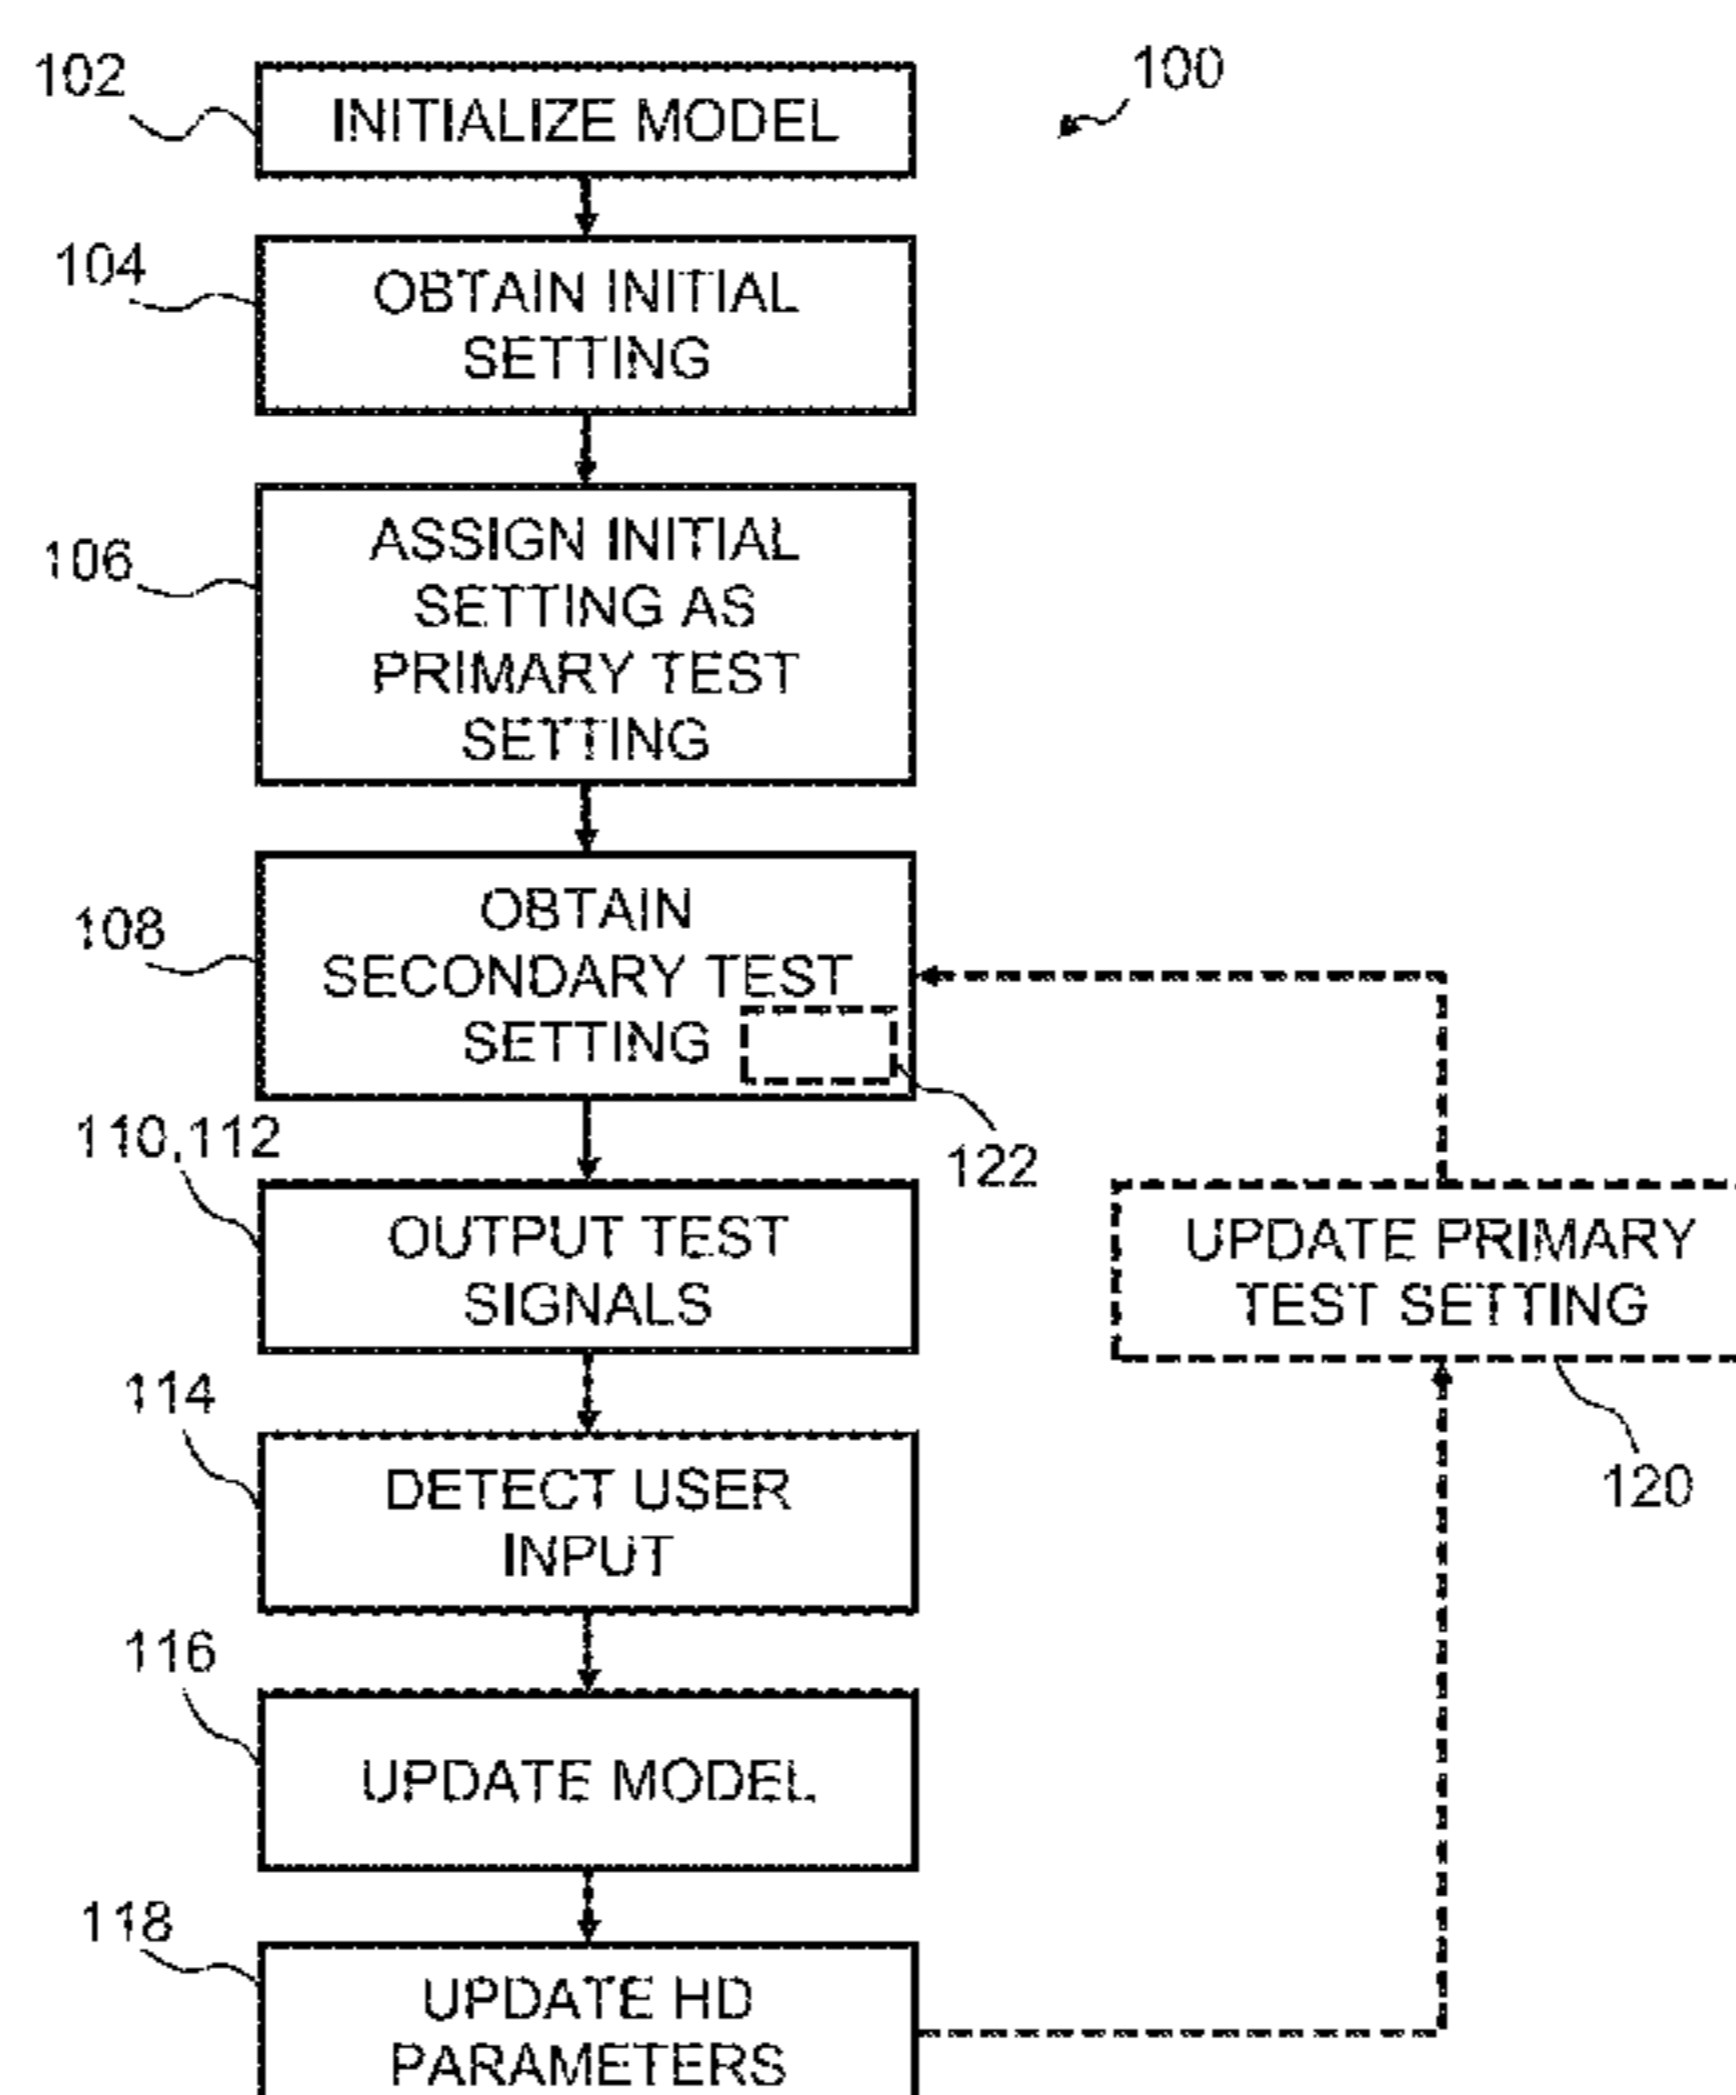 102
INITIALIZE MODEL
100
104
OBTAIN INITIAL
SETTING
106
ASSIGN INITIAL
SETTING AS
PRIMARY TEST
SETTING
108
OBTAIN
SECONDARY TEST
SETTING
122
110,112
OUTPUT TEST
SIGNALS
UPDATE PRIMARY
TEST SETTING
120
114
DETECT USER
INPUT
116
UPDATE MODEL
118
UPDATE HD
PARAMETERS